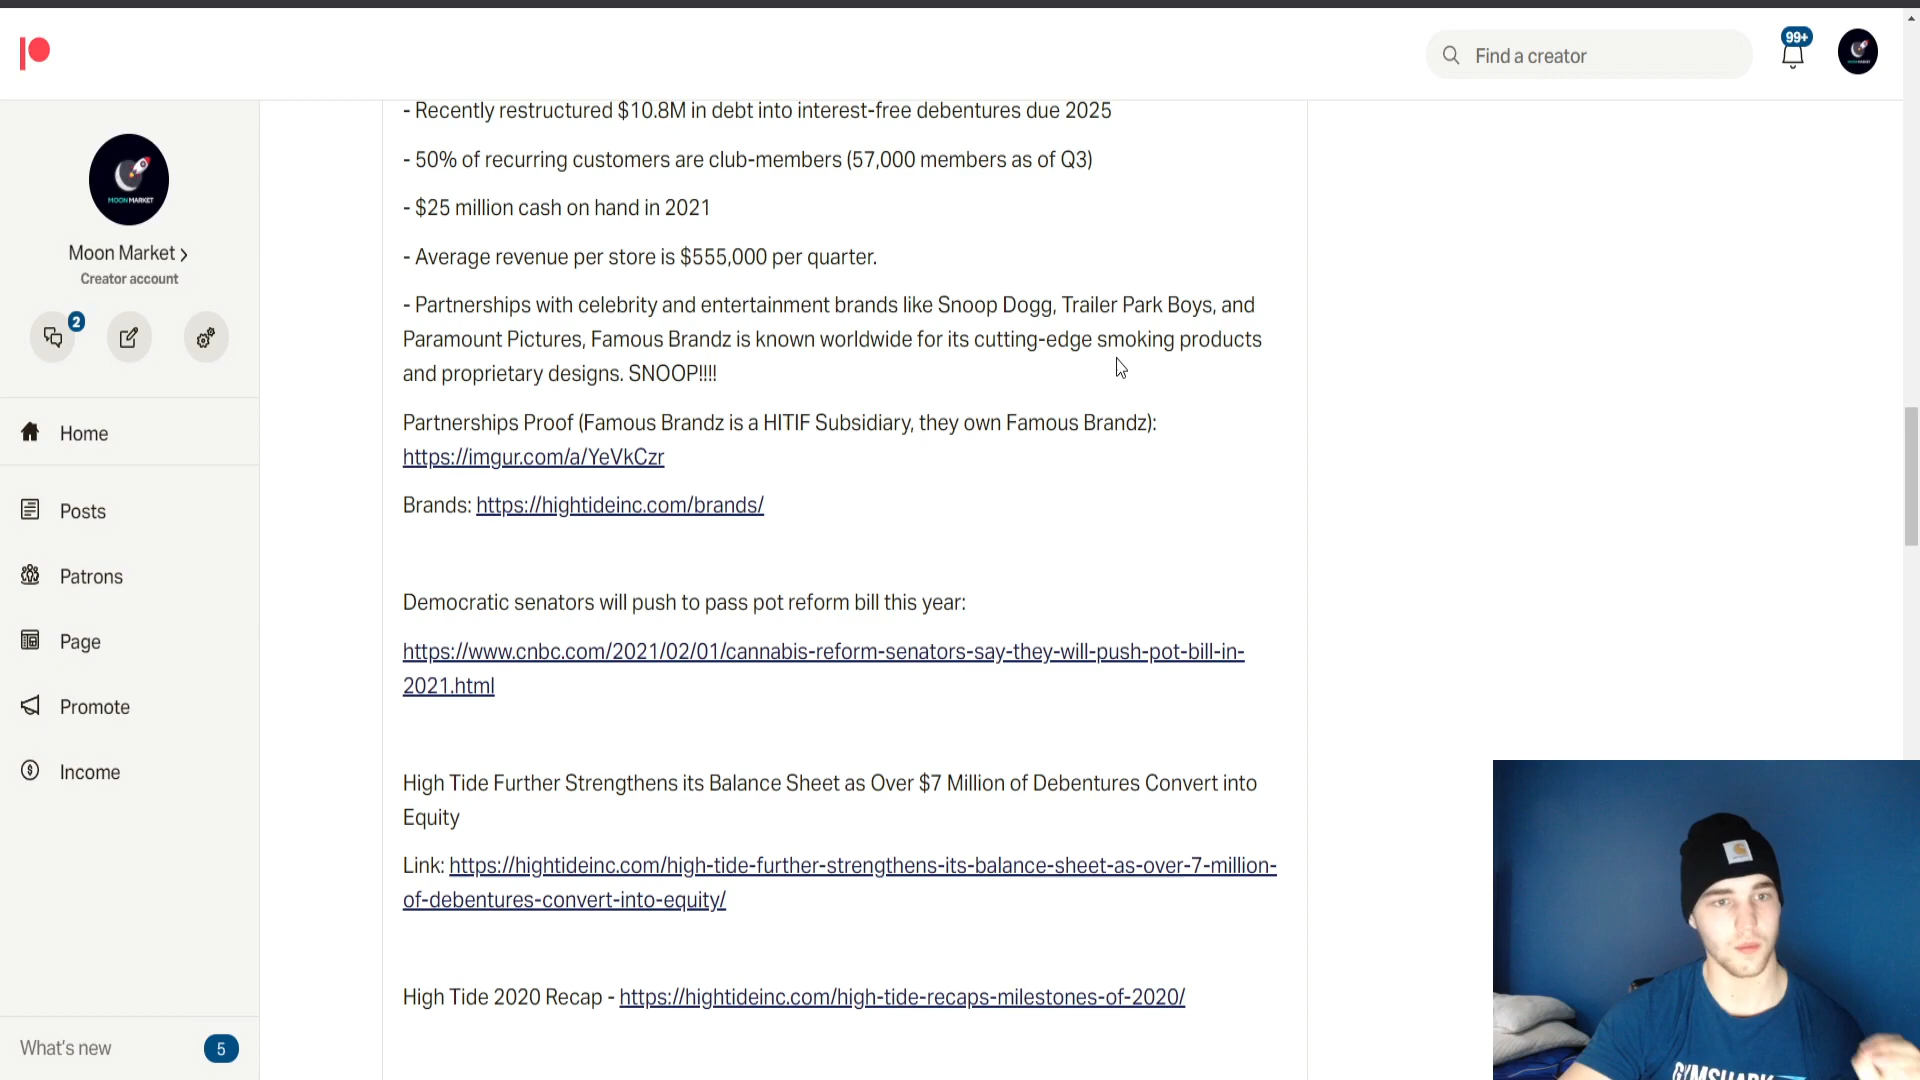 Find a creator
99+
- Recently restructured $10.8M in debt into interest-free debentures due 2025
- 50% of recurring customers are club-members (57,000 members as of Q3)
- $25 million cash on hand in 2021
- Average revenue per store is $555,000 per quarter.
- Partnerships with celebrity and entertainment brands like Snoop Dogg, Trailer Park Boys, and
Paramount Pictures, Famous Brandz is known worldwide for its cutting-edge smoking products
and proprietary designs. SNOOP!!!!
Partnerships Proof (Famous Brandz is a HITIF Subsidiary, they own Famous Brandz):
https://imgur.com/a/YeVkCzr
Brands: https://hightideinc.com/brands/
Democratic senators will push to pass pot reform bill this year:
https://www.cnbc.com/2021/02/01/cannabis-reform-senators-say-they-will-push-pot-bill-in-
2021.html
High Tide Further Strengthens its Balance Sheet as Over $7 Million of Debentures Convert into
Equity
Link: https://hightideinc.com/high-tide-further-strengthens-its-balance-sheet-as-over-7-million-
of-debentures-convert-into-equity/
High Tide 2020 Recap - https://hightideinc.com/high-tide-recaps-milestones-of-2020/
MOON MARKET
Moon Market
Creator account
2
Home
Posts
Patrons
Page
Promote
Income
What's new
5
GYMSHARK